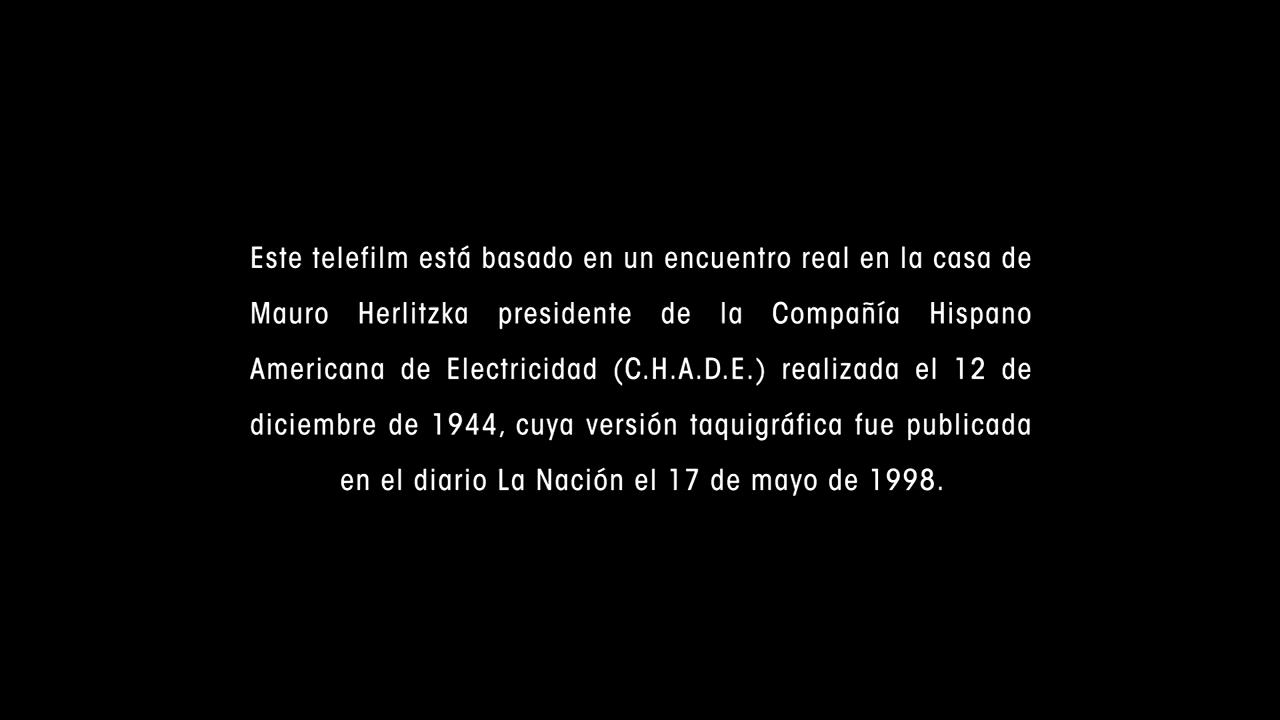 Este telefilm está basado en un encuentro real en la casa de
Mauro Herlitzka presidente de la Compañía Hispano
Americana de Electricidad (C.H.A.D.E.) realizada el 12 de
diciembre de 1944, cuya versión taquigráfica fue publicada
en el diario La Nación el 17 de mayo de 1998.